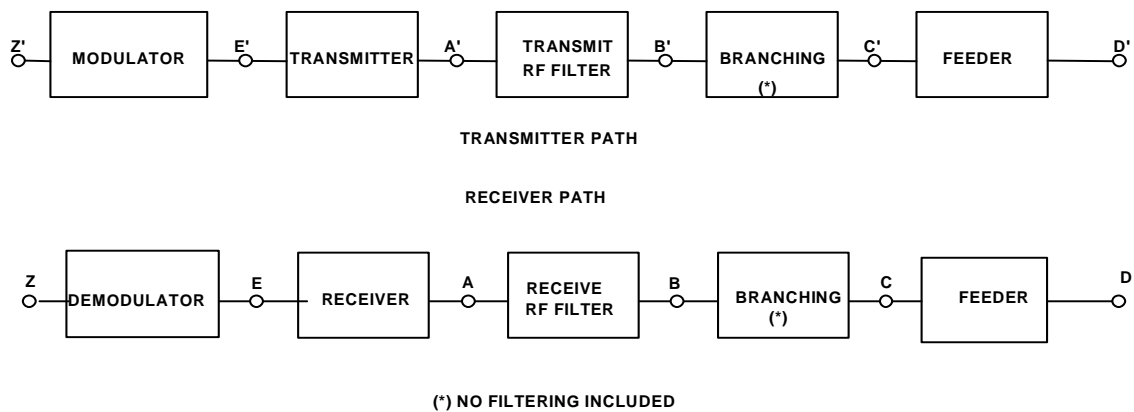 Z' E' A' B' C' D'
MODULATOR TRANSMITTER TRANSMIT RF FILTER BRANCHING (*) FEEDER
TRANSMITTER PATH
RECEIVER PATH
Z E A B C D
DEMODULATOR RECEIVER RECEIVE RF FILTER BRANCHING (*) FEEDER
(*) NO FILTERING INCLUDED